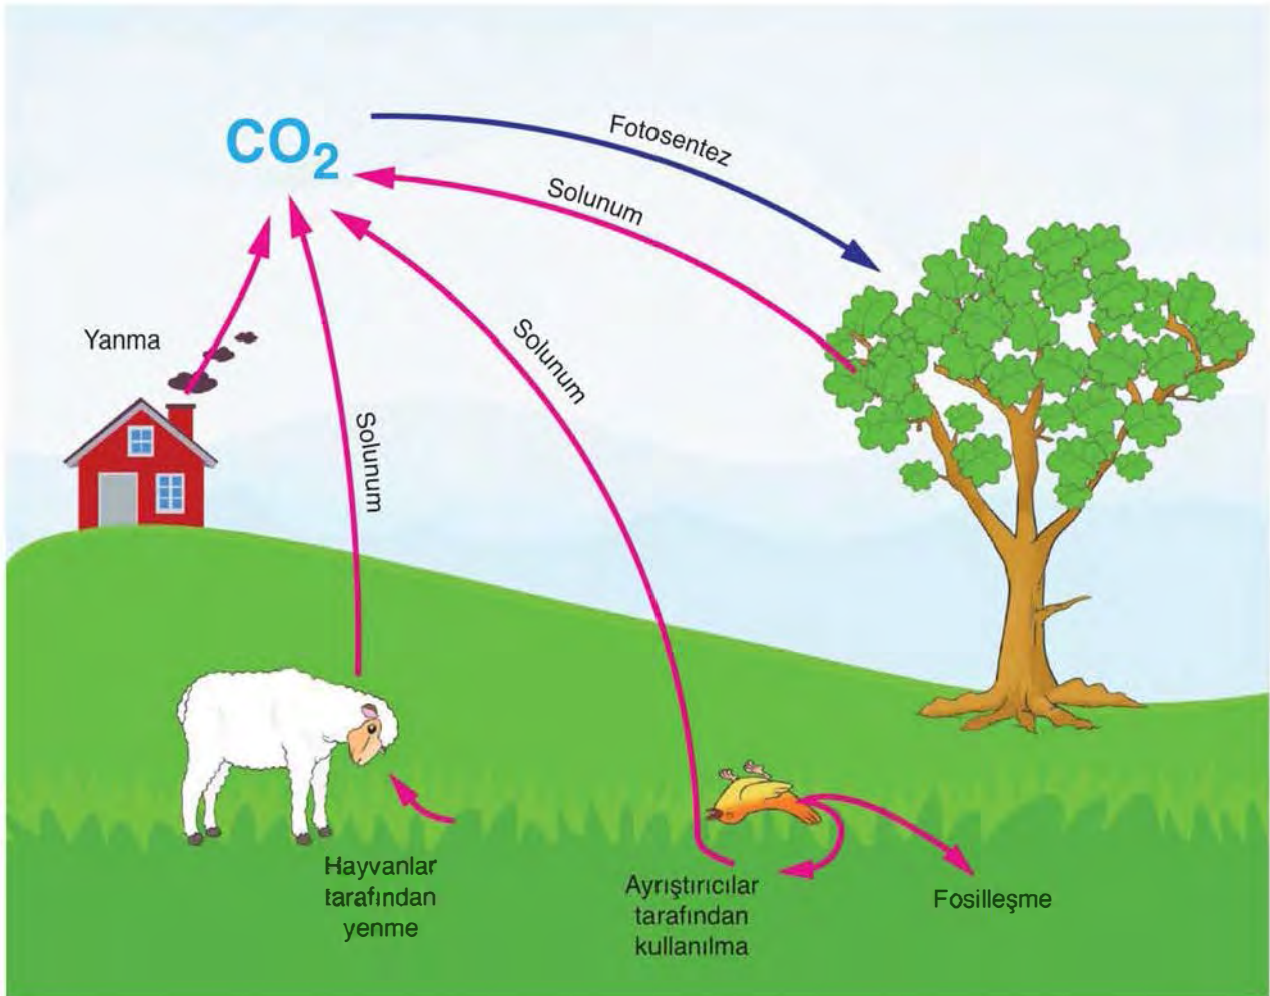 CO2
Fotosentez
Solunum
Solunum
Yanma
Solunum
Hayvanlar
tarafından
yenme
Ayrıştırıcılar
tarafından
kullanılma
Fosilleşme